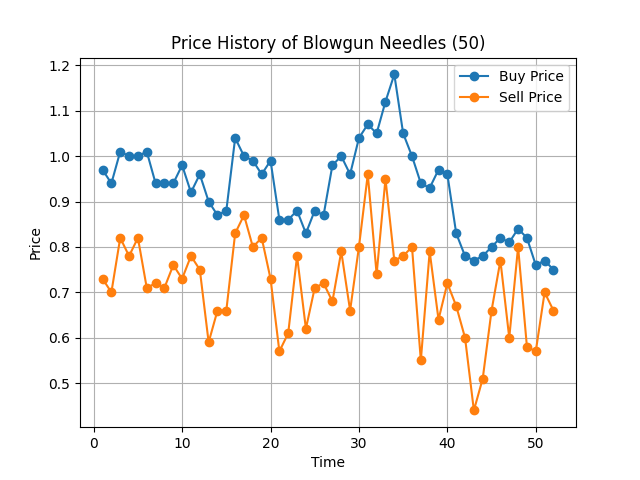 Price History of Blowgun Needles (50)
Buy Price
Sell Price
Price
1.2
1.1
1.0
0.9
0.8
0.7
0.6
0.5
0 10 20 30 40 50
Time